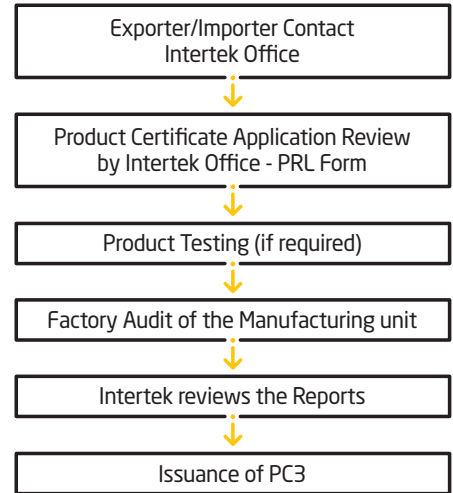 Exporter/Importer Contact
Intertek Office
Product Certificate Application Review
by Intertek Office - PRL Form
Product Testing (if required)
Factory Audit of the Manufacturing unit
Intertek reviews the Reports
Issuance of PC3